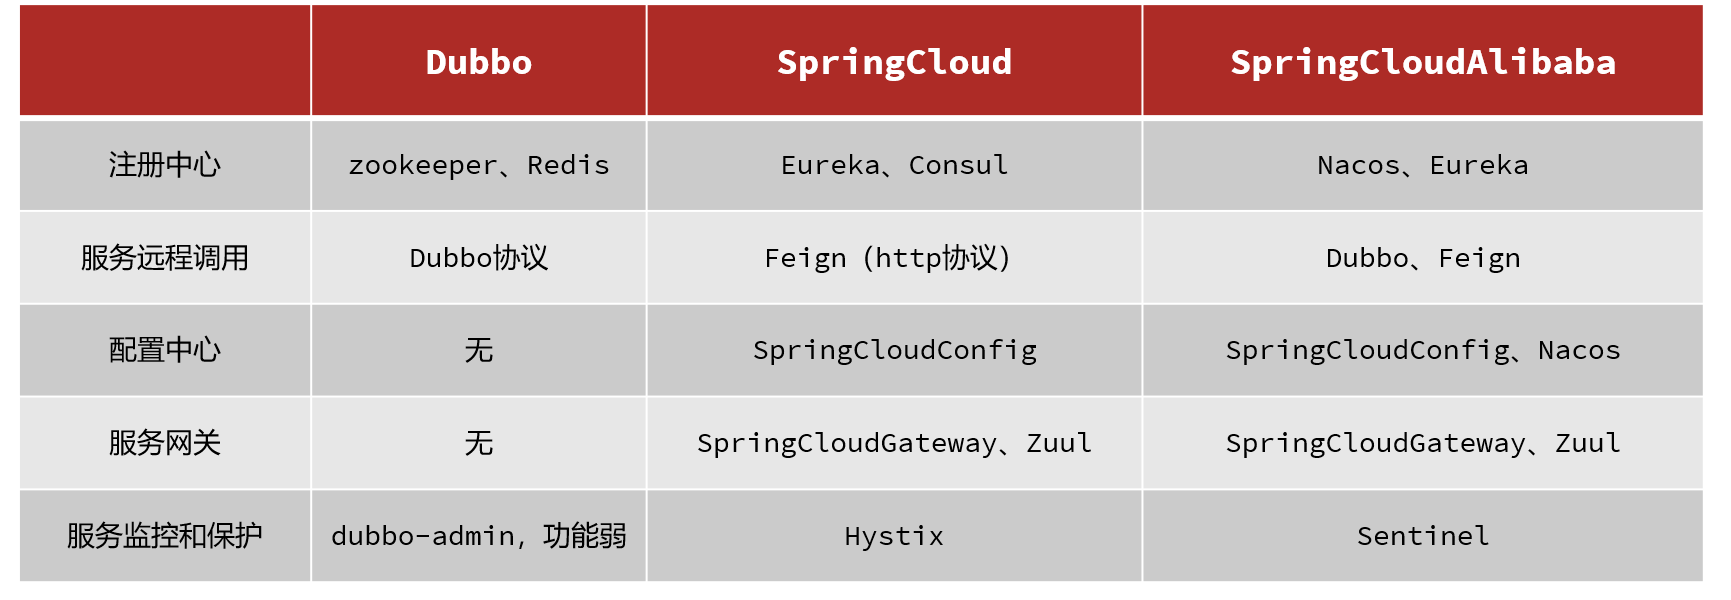 Dubbo SpringCloud SpringCloudAlibaba
注册中心 zookeeper、Redis Eureka、Consul Nacos、Eureka
服务远程调用 Dubbo协议 Feign（http协议） Dubbo、Feign
配置中心 无 SpringCloudConfig SpringCloudConfig、Nacos
服务网关 无 SpringCloudGateway、Zuul SpringCloudGateway、Zuul
服务监控和保护 dubbo-admin，功能弱 Hystix Sentinel